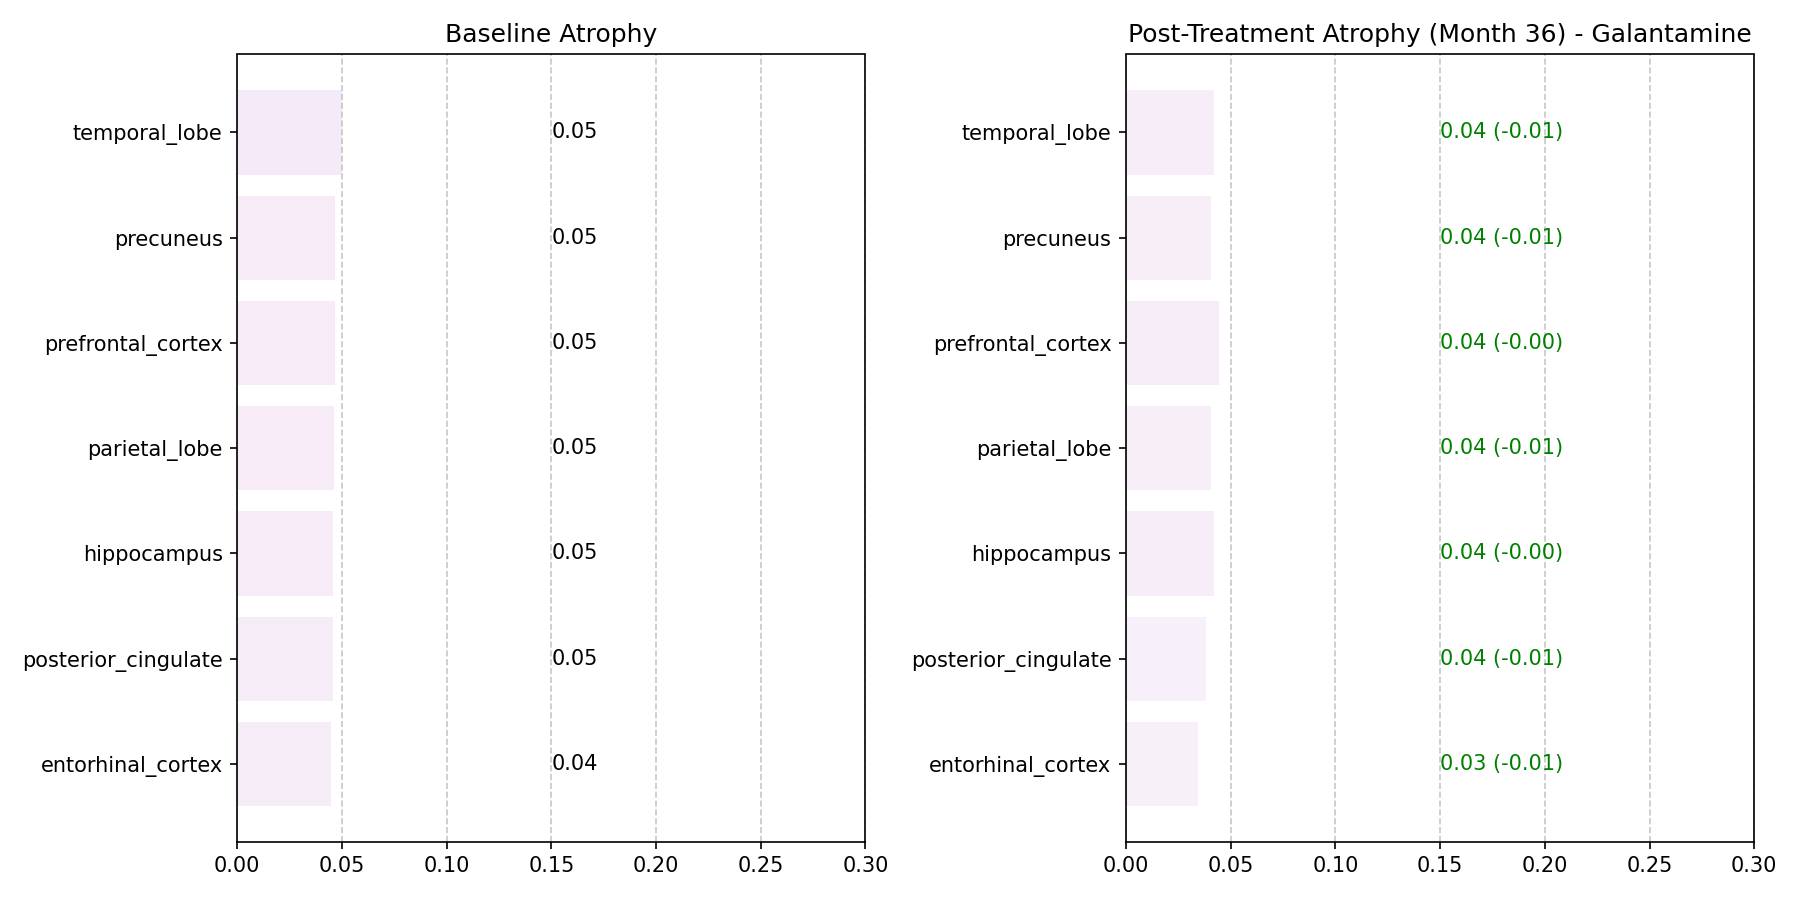 Baseline Atrophy
temporal_lobe
0.05
precuneus
0.05
prefrontal_cortex
0.05
parietal_lobe
0.05
hippocampus
0.05
posterior_cingulate
0.05
entorhinal_cortex
0.04
0.00 0.05 0.10 0.15 0.20 0.25 0.30
Post-Treatment Atrophy (Month 36) - Galantamine
temporal_lobe
0.04 (-0.01)
precuneus
0.04 (-0.01)
prefrontal_cortex
0.04 (-0.00)
parietal_lobe
0.04 (-0.01)
hippocampus
0.04 (-0.00)
posterior_cingulate
0.04 (-0.01)
entorhinal_cortex
0.03 (-0.01)
0.00 0.05 0.10 0.15 0.20 0.25 0.30